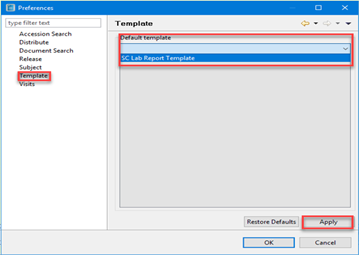 Preferences
type filter text
Accession Search
Distribute
Document Search
Release
Subject
Template
Visits
Template
Default template
SC Lab Report Template
Restore Defaults
Apply
OK
Cancel